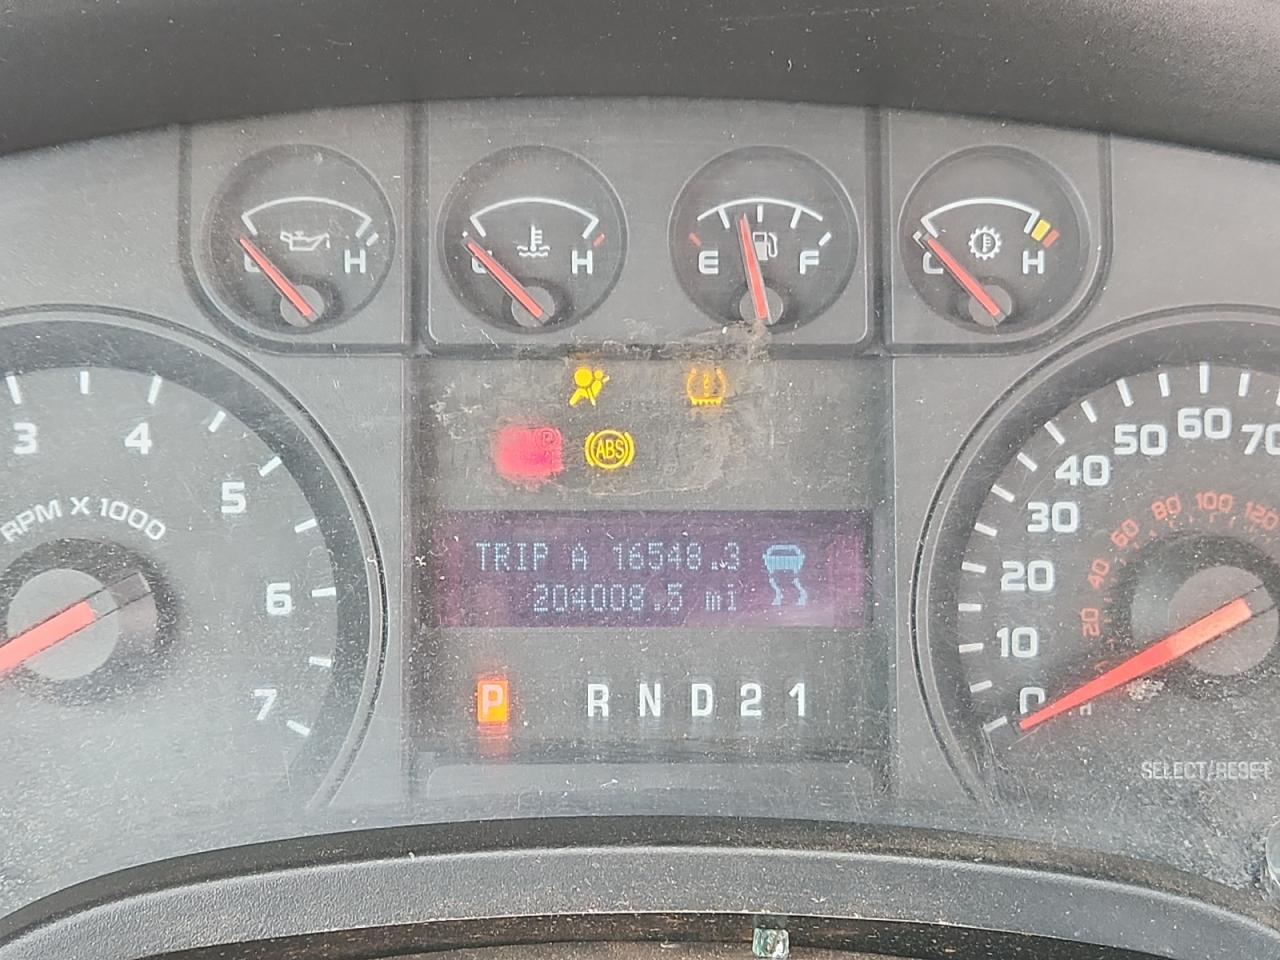 H
H
E F
C H
ABS
3 4 5 6 7
RPM X 1000
0 10 20 30 40 50 60 70
20 40 60 80 100 120
TRIP A 16548.3
204008.5 mi
P R N D 2 1
SELECT/RESET